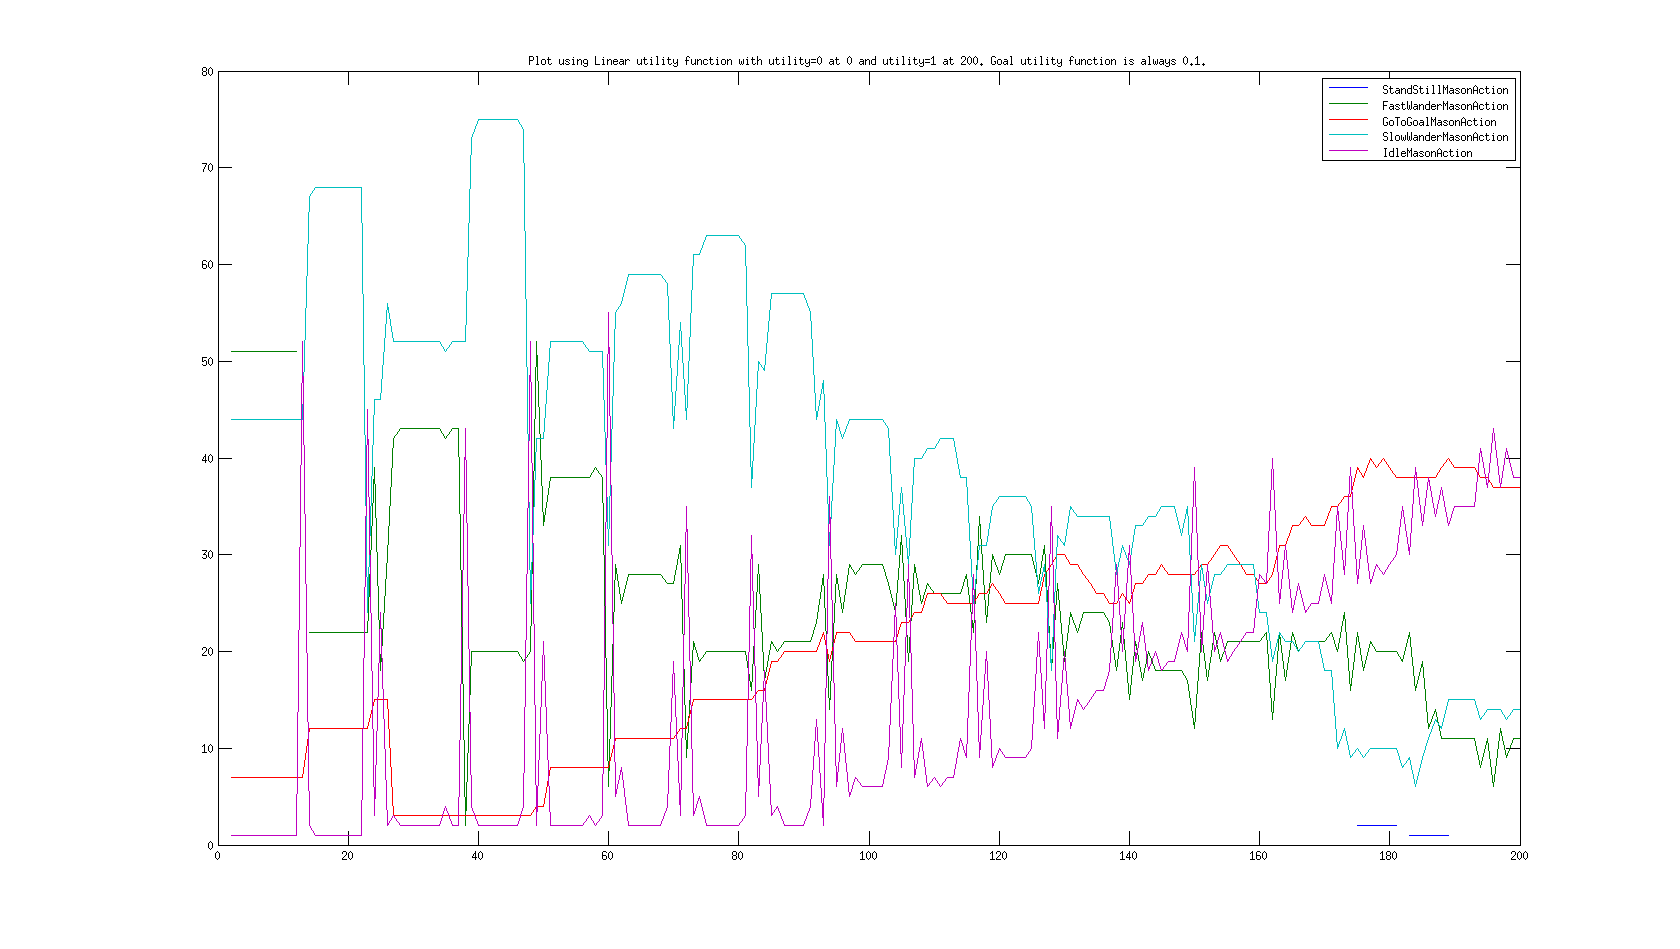 Plot using Linear utility function with utility=0 at 0 and utility=1 at 200. Goal utility function is always 0.1.
80
70
60
50
40
30
20
10
0
StandStillMasonAction
FastWanderMasonAction
GoToGoalMasonAction
SlowWanderMasonAction
IdleMasonAction
0 20 40 60 80 100 120 140 160 180 200